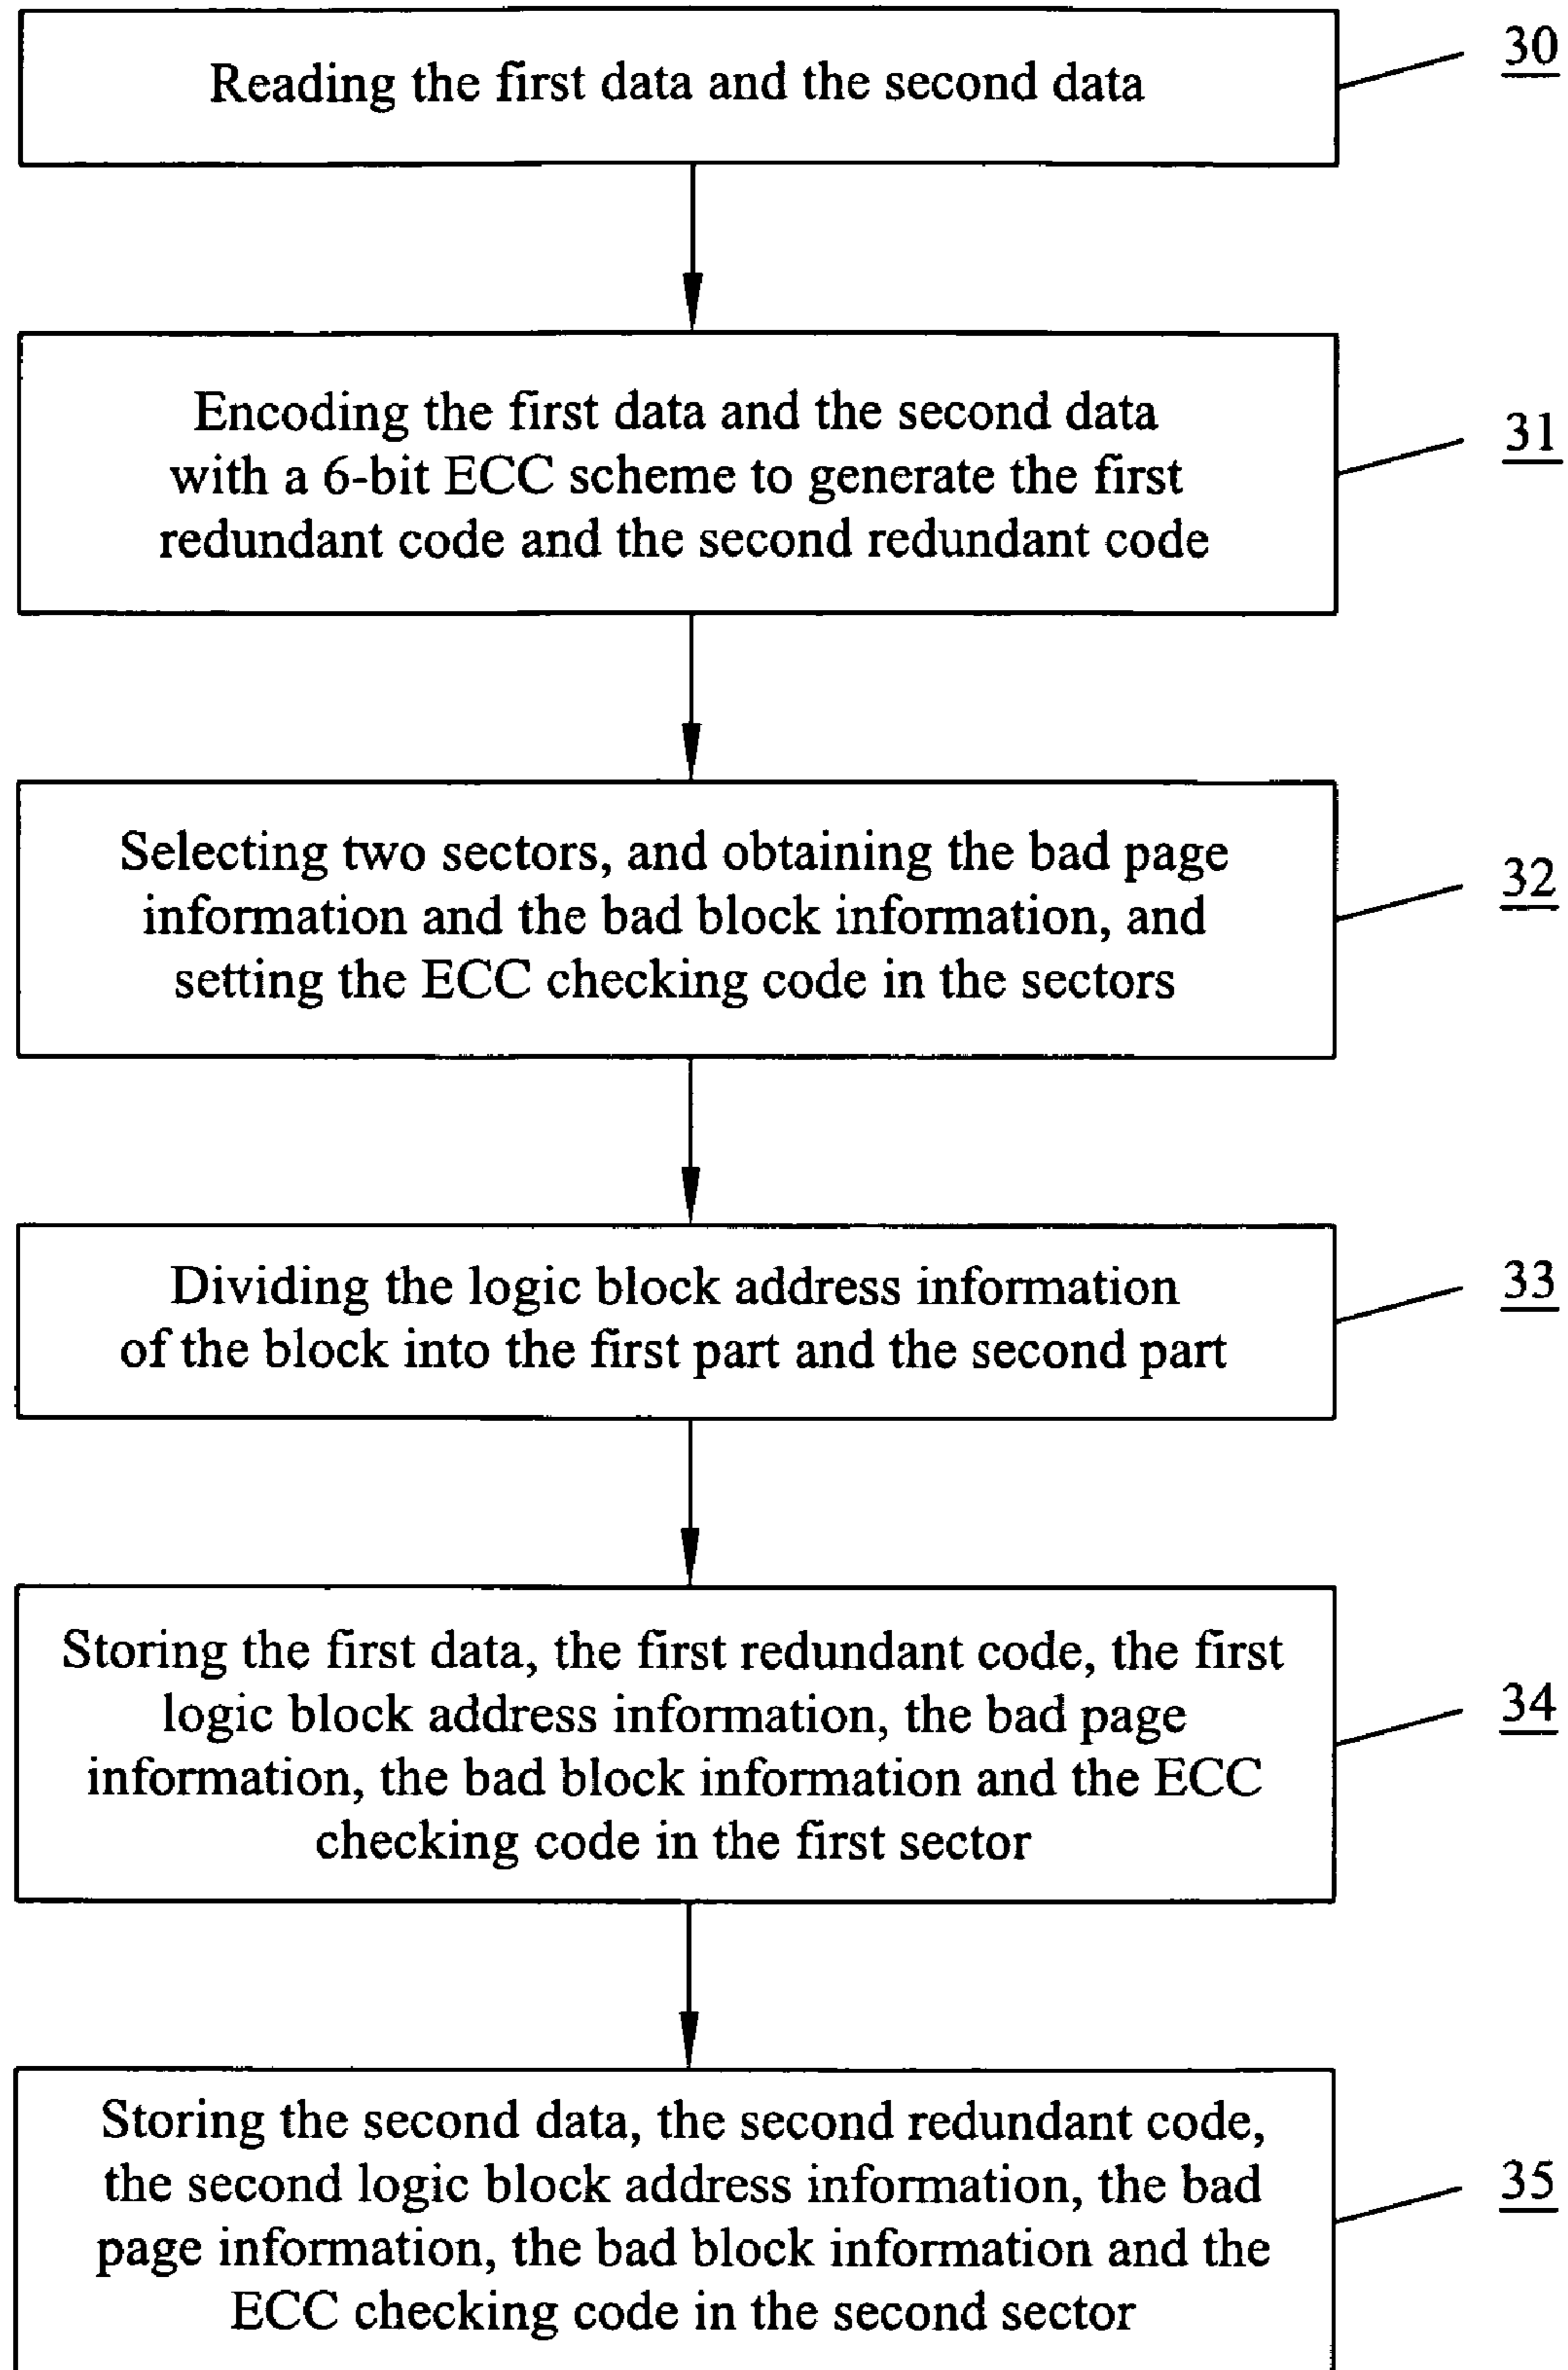 Reading the first data and the second data
30
Encoding the first data and the second data
with a 6-bit ECC scheme to generate the first
redundant code and the second redundant code
31
Selecting two sectors, and obtaining the bad page
information and the bad block information, and
setting the ECC checking code in the sectors
32
Dividing the logic block address information
of the block into the first part and the second part
33
Storing the first data, the first redundant code, the first
logic block address information, the bad page
information, the bad block information and the ECC
checking code in the first sector
34
Storing the second data, the second redundant code,
the second logic block address information, the bad
page information, the bad block information and the
ECC checking code in the second sector
35